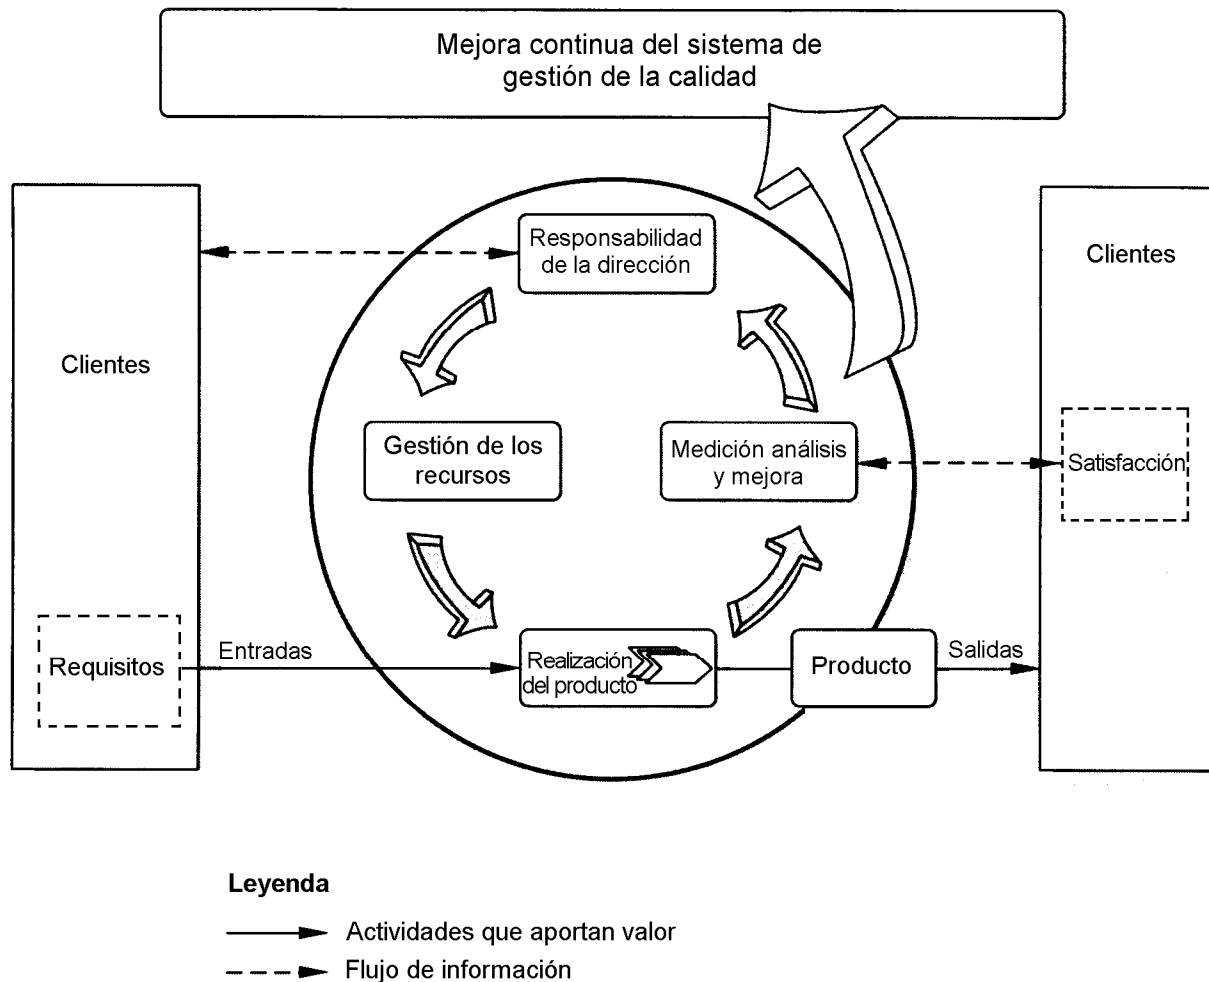 Mejora continua del sistema de
gestión de la calidad
Responsabilidad
de la dirección
Clientes
Clientes
Gestión de los
recursos
Medición análisis
y mejora
Satisfacción
Requisitos
Entradas
Realización
del producto
Producto
Salidas
Leyenda
Actividades que aportan valor
Flujo de información